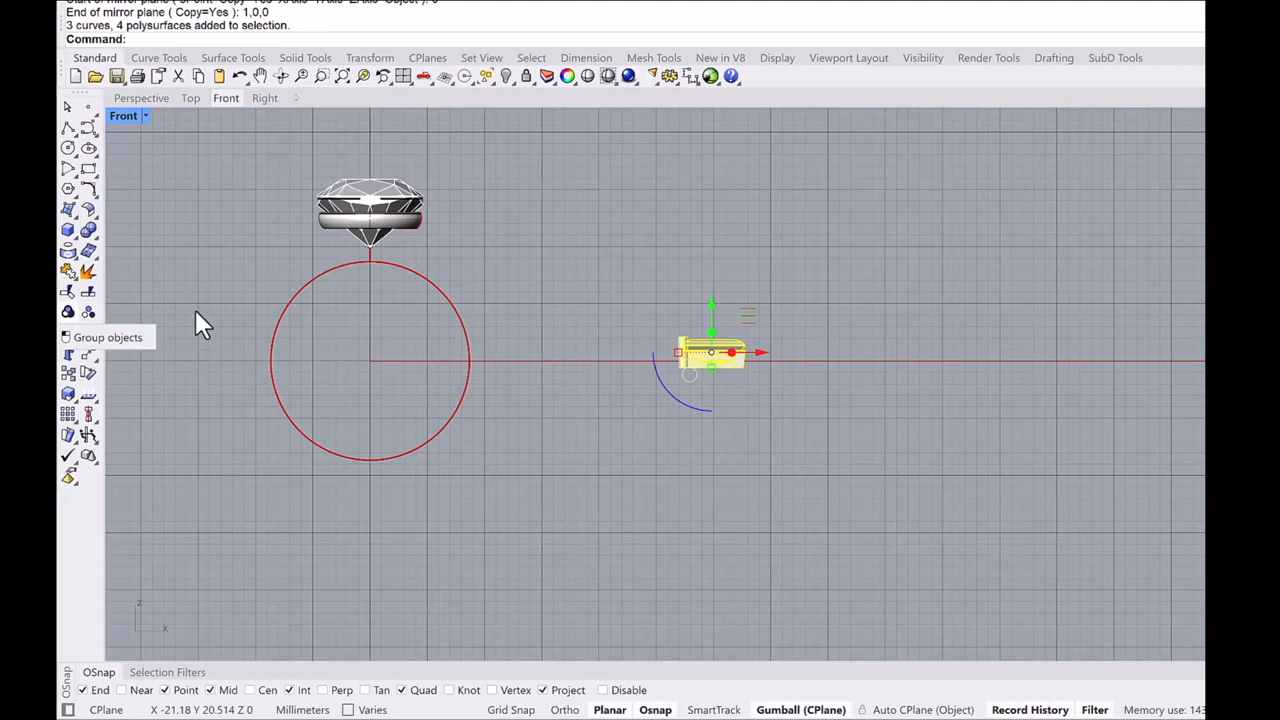 End of mirror plane ( Copy=Yes ): 1,0,0
3 curves, 4 polysurfaces added to selection.
Command:
Standard Curve Tools Surface Tools Solid Tools Transform CPlanes Set View Select Dimension Mesh Tools New in V8 Display Viewport Layout Visibility Render Tools Drafting SubD Tools
Perspective Top Front Right
Front
Group objects
z
x
OSnap Selection Filters
OSnap
End Near Point Mid Cen Int Perp Tan Quad Knot Vertex Project Disable
CPlane X -21.18 Y 20.514 Z 0 Millimeters Varies Grid Snap Ortho Planar Osnap SmartTrack Gumball (CPlane) Auto CPlane (Object) Record History Filter Memory use: 143